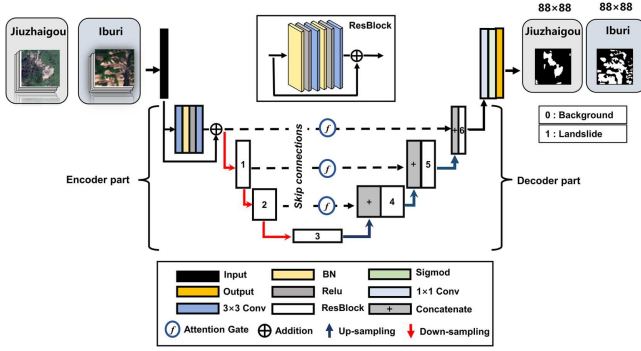 88×88 88×88
Jiuzhaigou Iburi ResBlock Jiuzhaigou Iburi
0 : Background
1 : Landslide
f + 6
Skip connections
1 f + 5
Encoder part Decoder part
2 f + 4
3
Input BN Sigmod
Output Relu 1×1 Conv
3×3 Conv ResBlock + Concatenate
f Attention Gate Addition Up-sampling Down-sampling